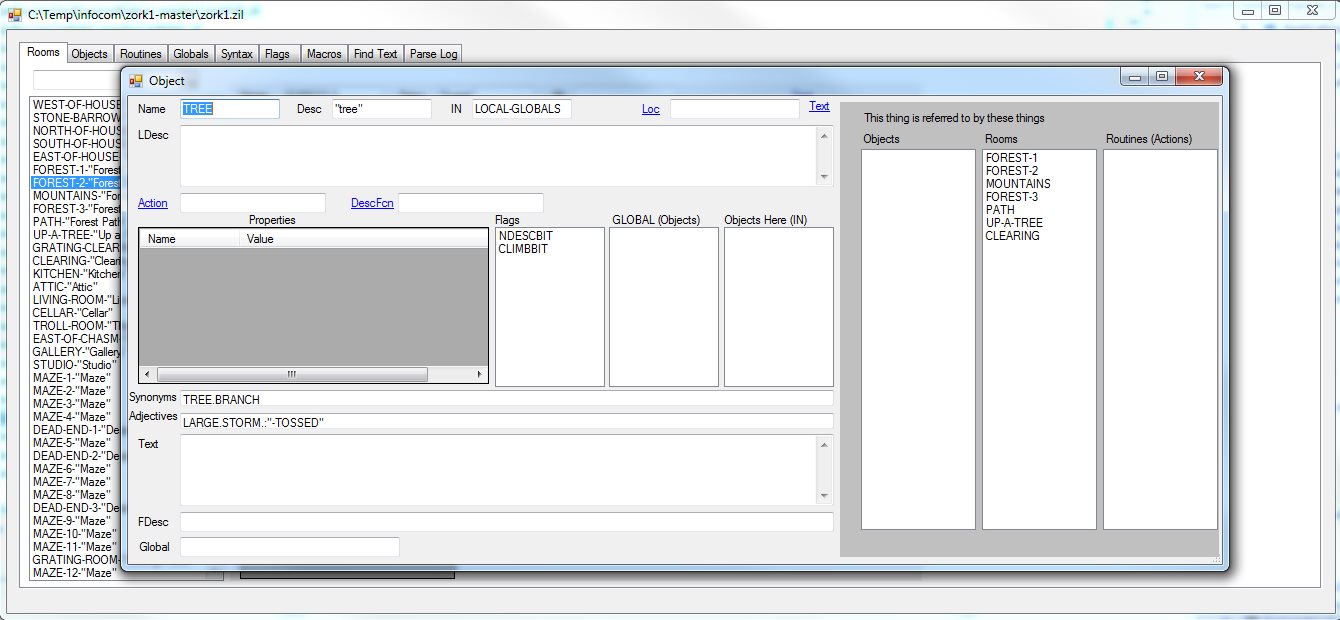 C:\Temp\infocom\zork1-master\zork1.zil
Rooms Objects Routines Globals Syntax Flags Macros Find Text Parse Log
WEST-OF-HOUSE
STONE-BARROW
NORTH-OF-HOUS
SOUTH-OF-HOUS
EAST-OF-HOUSE-
FOREST-1-"Forest
FOREST-2-"Fores
MOUNTAINS-"For
FOREST-3-"Forest
PATH-"Forest Path
UP-A-TREE-"Up a
GRATING-CLEAR
CLEARING-"Cleari
KITCHEN-"Kitchen
ATTIC-"Attic"
LIVING-ROOM-"Li
CELLAR-"Cellar"
TROLL-ROOM-"T
EAST-OF-CHASM-
GALLERY-"Gallery
STUDIO-"Studio"
MAZE-1-"Maze"
MAZE-2-"Maze"
MAZE-3-"Maze"
MAZE-4-"Maze"
DEAD-END-1-"De
MAZE-5-"Maze"
DEAD-END-2-"De
MAZE-6-"Maze"
MAZE-7-"Maze"
MAZE-8-"Maze"
DEAD-END-3-"De
MAZE-9-"Maze"
MAZE-10-"Maze"
MAZE-11-"Maze"
GRATING-ROOM-
MAZE-12-"Maze"
Object
Name TREE Desc "tree" IN LOCAL-GLOBALS Loc Text
LDesc
Action DescFcn
Properties Flags GLOBAL (Objects) Objects Here (IN)
Name Value
NDESCBIT
CLIMBBIT
Synonyms TREE.BRANCH
Adjectives LARGE.STORM.:"-TOSSED"
Text
FDesc
Global
This thing is referred to by these things
Objects Rooms Routines (Actions)
FOREST-1
FOREST-2
MOUNTAINS
FOREST-3
PATH
UP-A-TREE
CLEARING